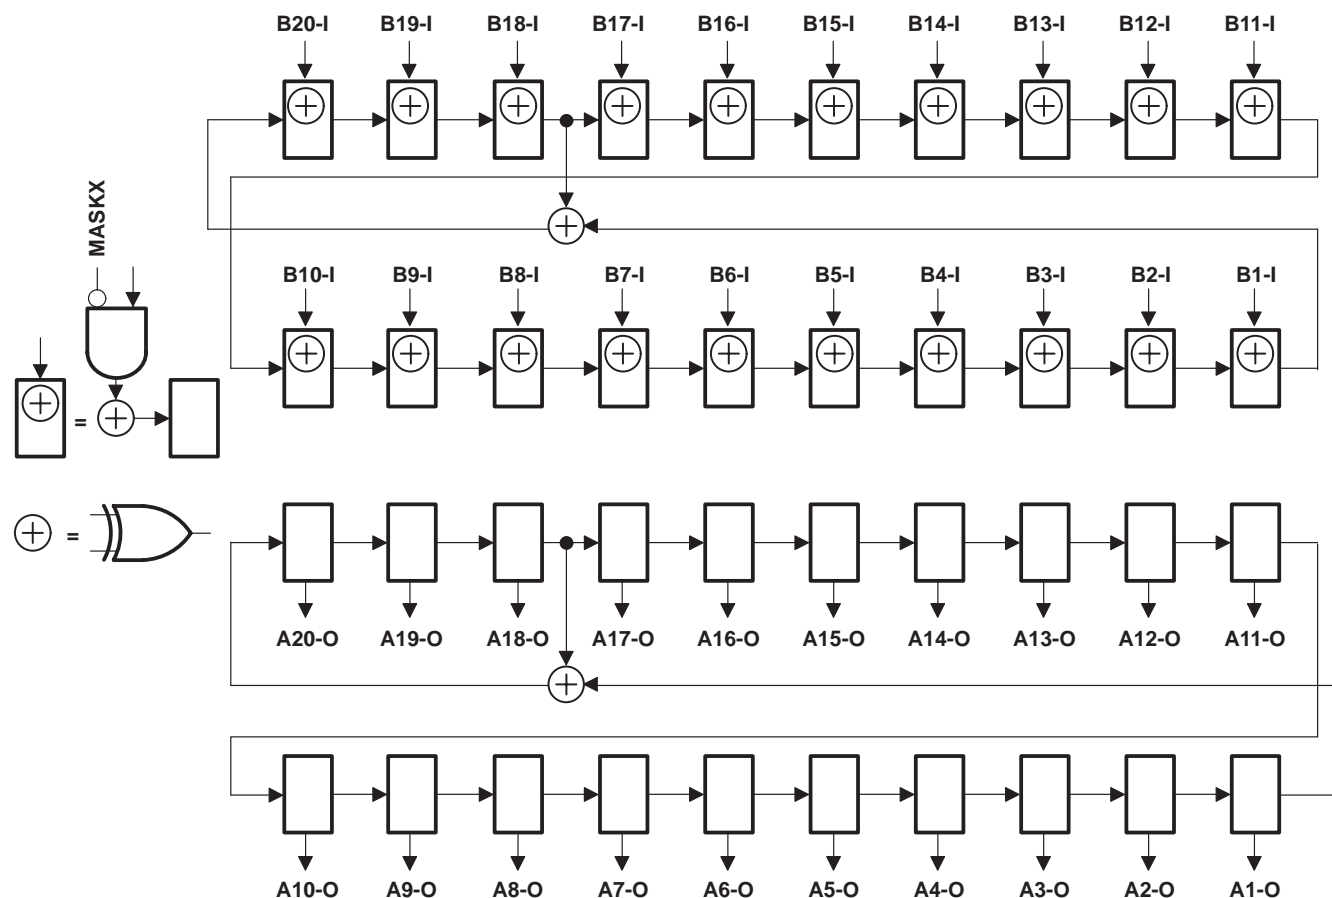 B20-I B19-I B18-I B17-I B16-I B15-I B14-I B13-I B12-I B11-I
MASKX
B10-I B9-I B8-I B7-I B6-I B5-I B4-I B3-I B2-I B1-I
=
=
A20-O A19-O A18-O A17-O A16-O A15-O A14-O A13-O A12-O A11-O
A10-O A9-O A8-O A7-O A6-O A5-O A4-O A3-O A2-O A1-O